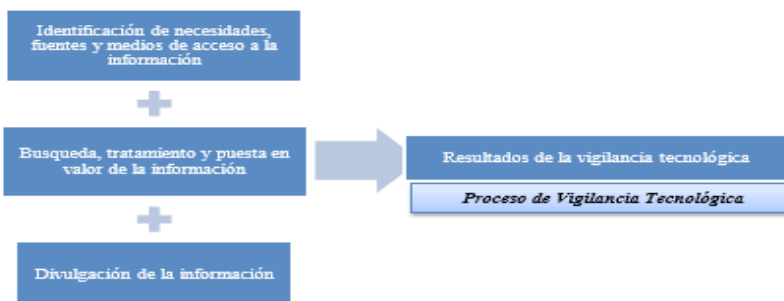 Identificación de necesidades,
fuentes y medios de acceso a la
información
Busqueda, tratamiento y puesta en
valor de la información
Divulgación de la información
Resultados de la vigilancia tecnológica
Proceso de Vigilancia Tecnológica